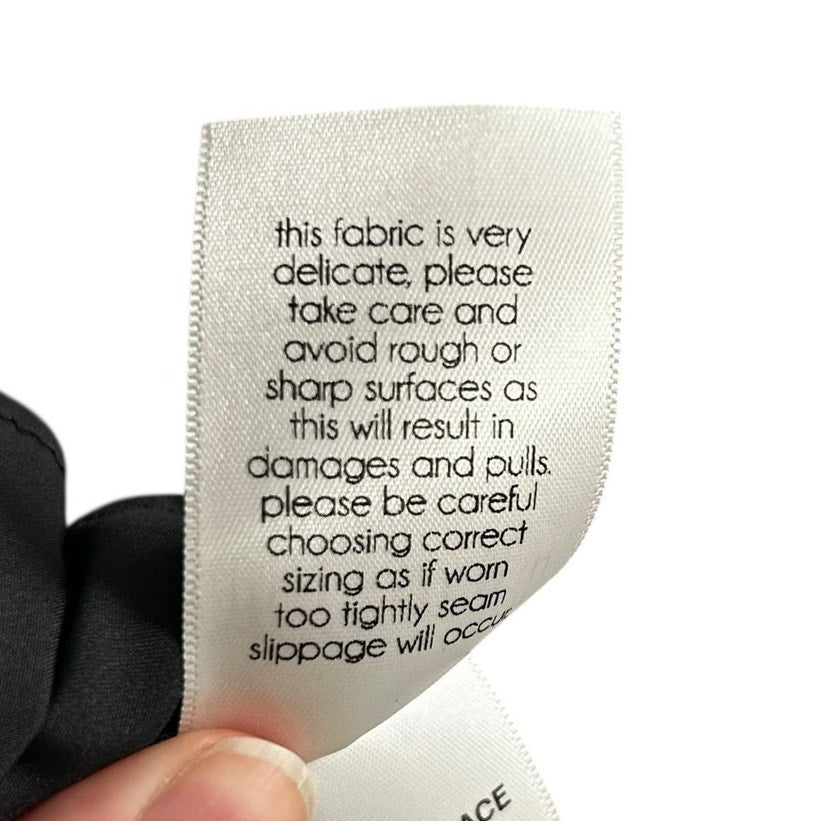 this fabric is very
delicate, please
take care and
avoid rough or
sharp surfaces as
this will result in
damages and pulls.
please be careful
choosing correct
sizing as if worn
too tightly seam
slippage will occur
ACE